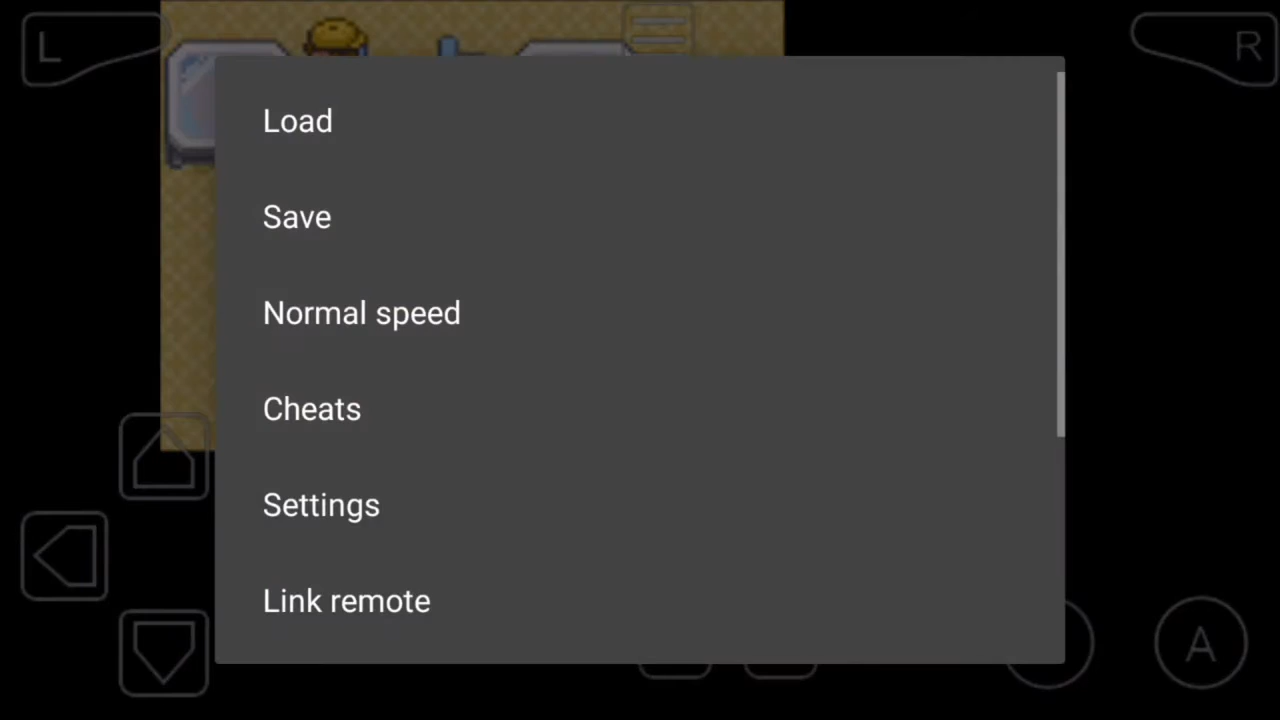 L
R
Load
Save
Normal speed
Cheats
Settings
Link remote
A